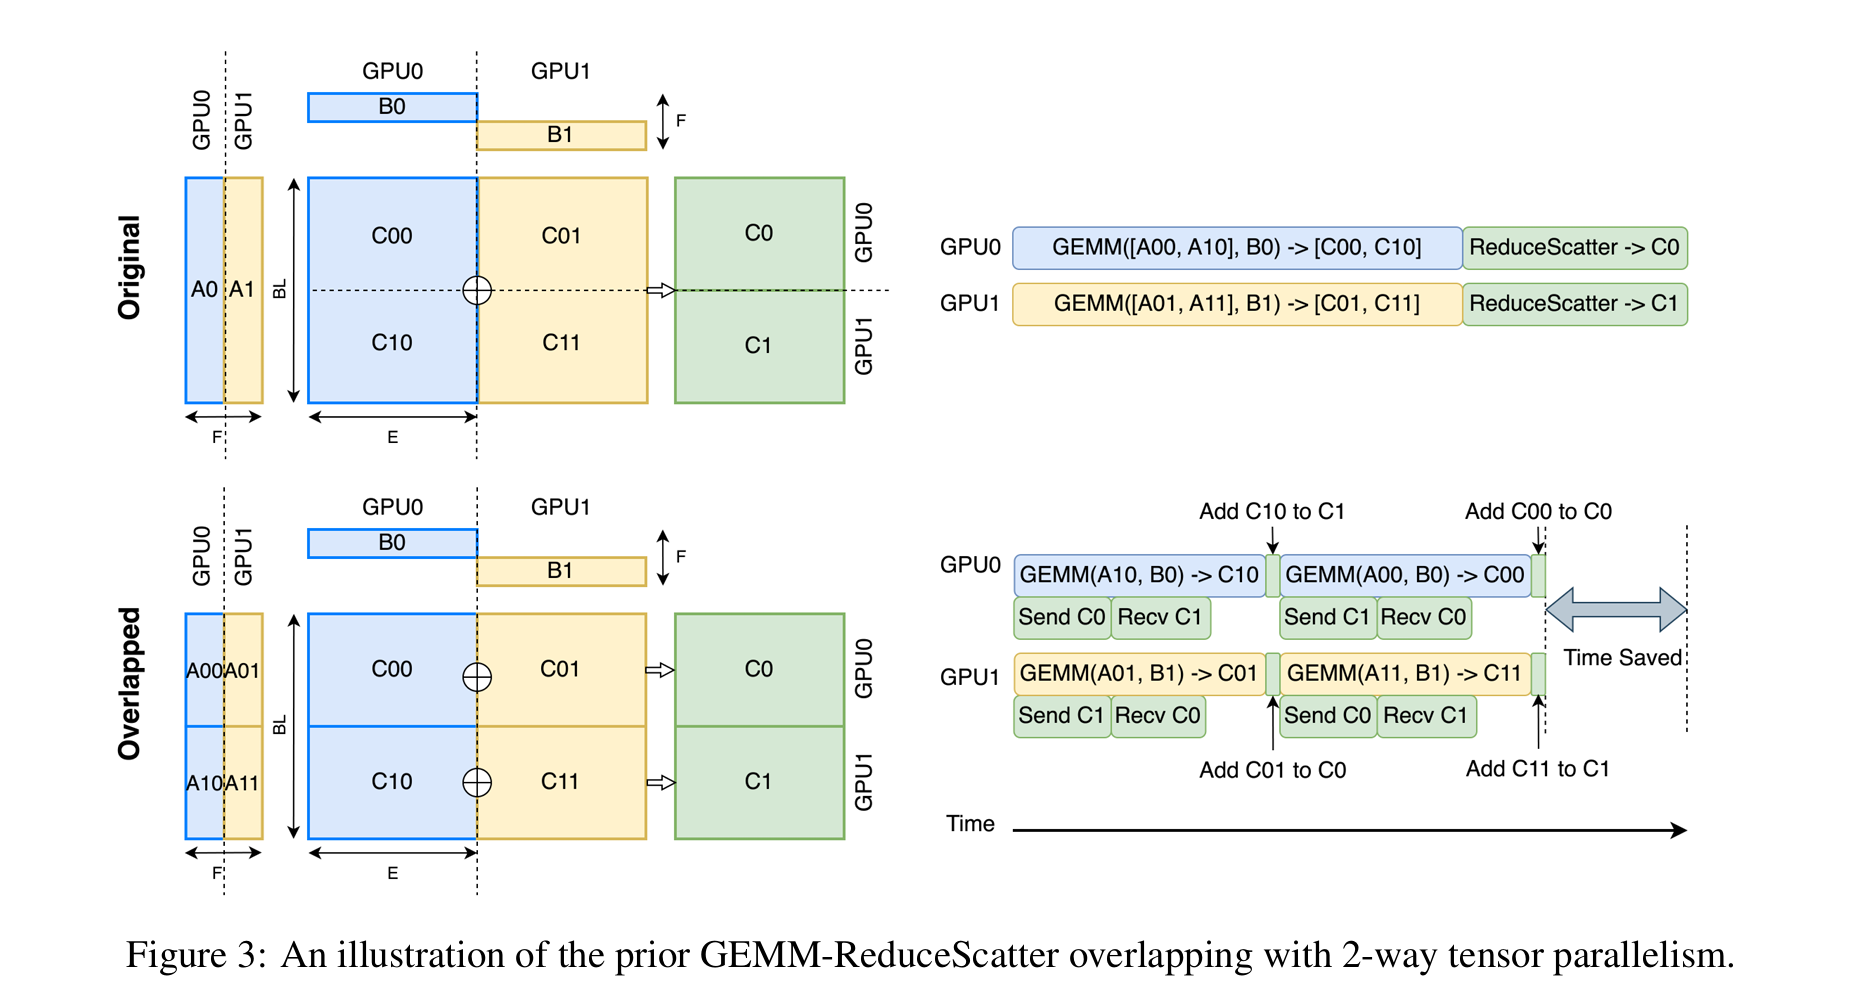 Original
GPU0
GPU1
GPU0
GPU1
B0
B1
F
A0
A1
BL
C00
C01
C10
C11
C0
C1
GPU0
GPU1
F
E
GPU0
GEMM([A00, A10], B0) -> [C00, C10]
ReduceScatter -> C0
GPU1
GEMM([A01, A11], B1) -> [C01, C11]
ReduceScatter -> C1
Overlapped
GPU0
GPU1
GPU0
GPU1
B0
B1
F
A00
A01
A10
A11
BL
C00
C01
C10
C11
C0
C1
GPU0
GPU1
F
E
Add C10 to C1
Add C00 to C0
GPU0
GEMM(A10, B0) -> C10
GEMM(A00, B0) -> C00
Send C0
Recv C1
Send C1
Recv C0
Time Saved
GPU1
GEMM(A01, B1) -> C01
GEMM(A11, B1) -> C11
Send C1
Recv C0
Send C0
Recv C1
Add C01 to C0
Add C11 to C1
Time
Figure 3: An illustration of the prior GEMM-ReduceScatter overlapping with 2-way tensor parallelism.